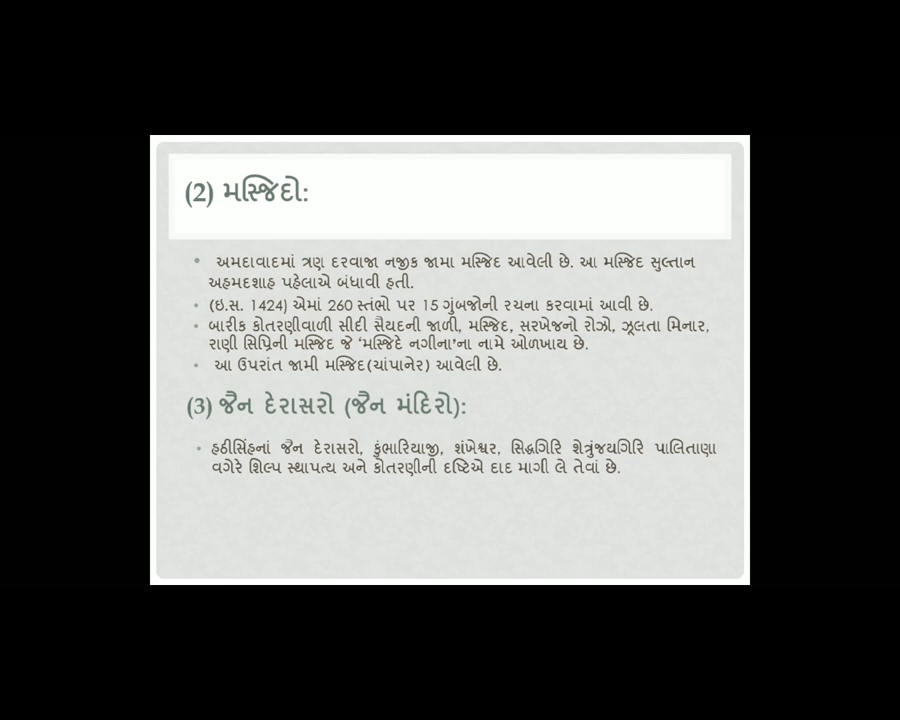 (2) મસ્જિદો:
• અમદાવાદમાં ત્રણ દરવાજા નજીક જામા મસ્જિદ આવેલી છે. આ મસ્જિદ સુલ્તાન
અહમદશાહ પહેલાએ બંધાવી હતી.
• (ઇ.સ. 1424) એમાં 260 સ્તંભો પર 15 ગુંબજોની રચના કરવામાં આવી છે.
• બારીક કોતરણીવાળી સીદી સૈયદની જાળી, મસ્જિદ, સરખેજનો રોઝો, ઝૂલતા મિનાર,
રાણી સિપ્રિની મસ્જિદ જે ‘મસ્જિદે નગીના'ના નામે ઓળખાય છે.
• આ ઉપરાંત જામી મસ્જિદ(ચાંપાનેર) આવેલી છે.
(3) જૈન દેરાસરો (જૈન મંદિરો):
• હઠીસિંહનાં જૈન દેરાસરો, કુંભારિયાજી, શંખેશ્વર, સિદ્ધગિરિ શેત્રુંજયગિરિ પાલિતાણા
વગેરે શિલ્પ સ્થાપત્ય અને કોતરણીની દષ્ટિએ દાદ માગી લે તેવાં છે.